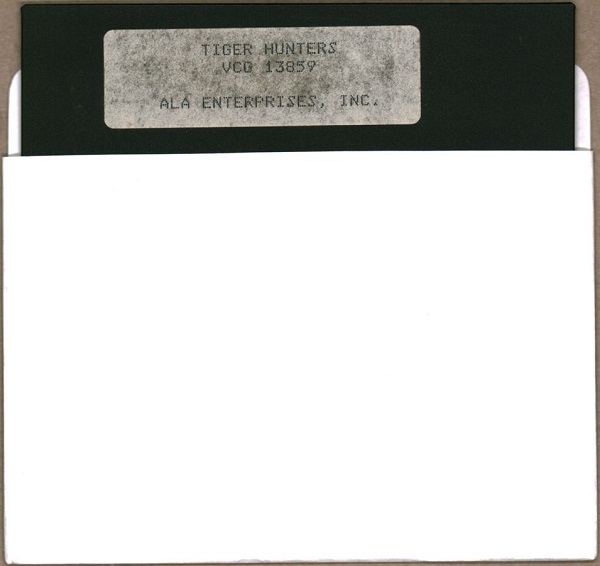 TIGER HUNTERS
VCG 13859
ALA ENTERPRISES, INC.